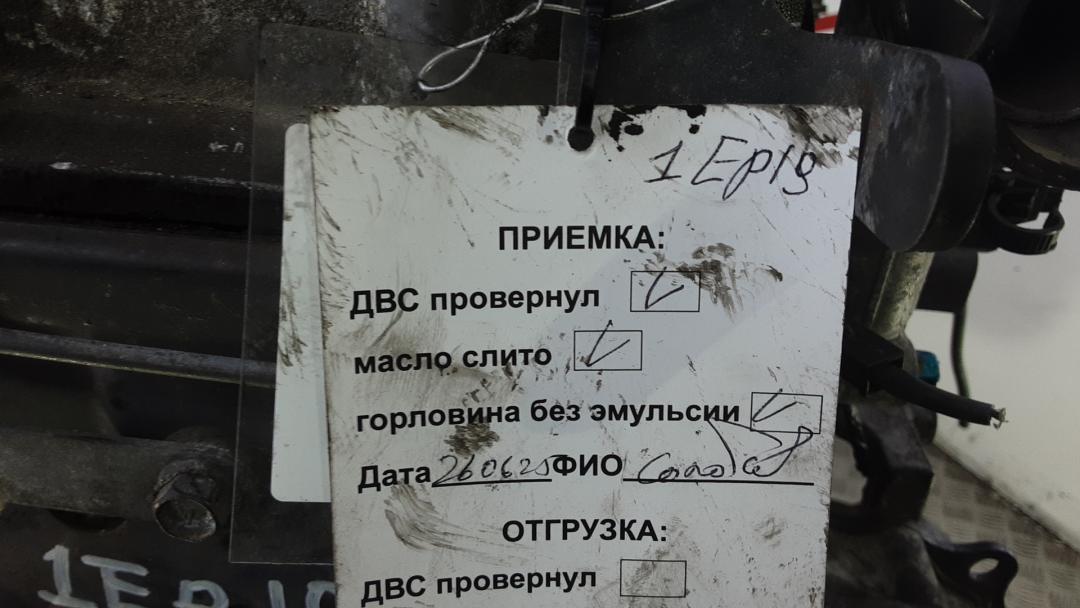 1Ep19
ПРИЕМКА:
ДВС провернул
масло слито
горловина без эмульсии
Дата 260625 ФИО
ОТГРУЗКА:
ДВС провернул